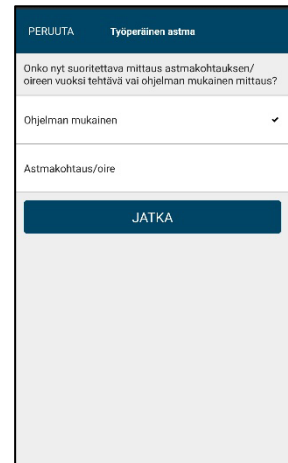 PERUUTA Työperäinen astma
Onko nyt suoritettava mittaus astmakohtauksen/
oireen vuoksi tehtävä vai ohjelman mukainen mittaus?
Ohjelman mukainen
Astmakohtaus/oire
JATKA